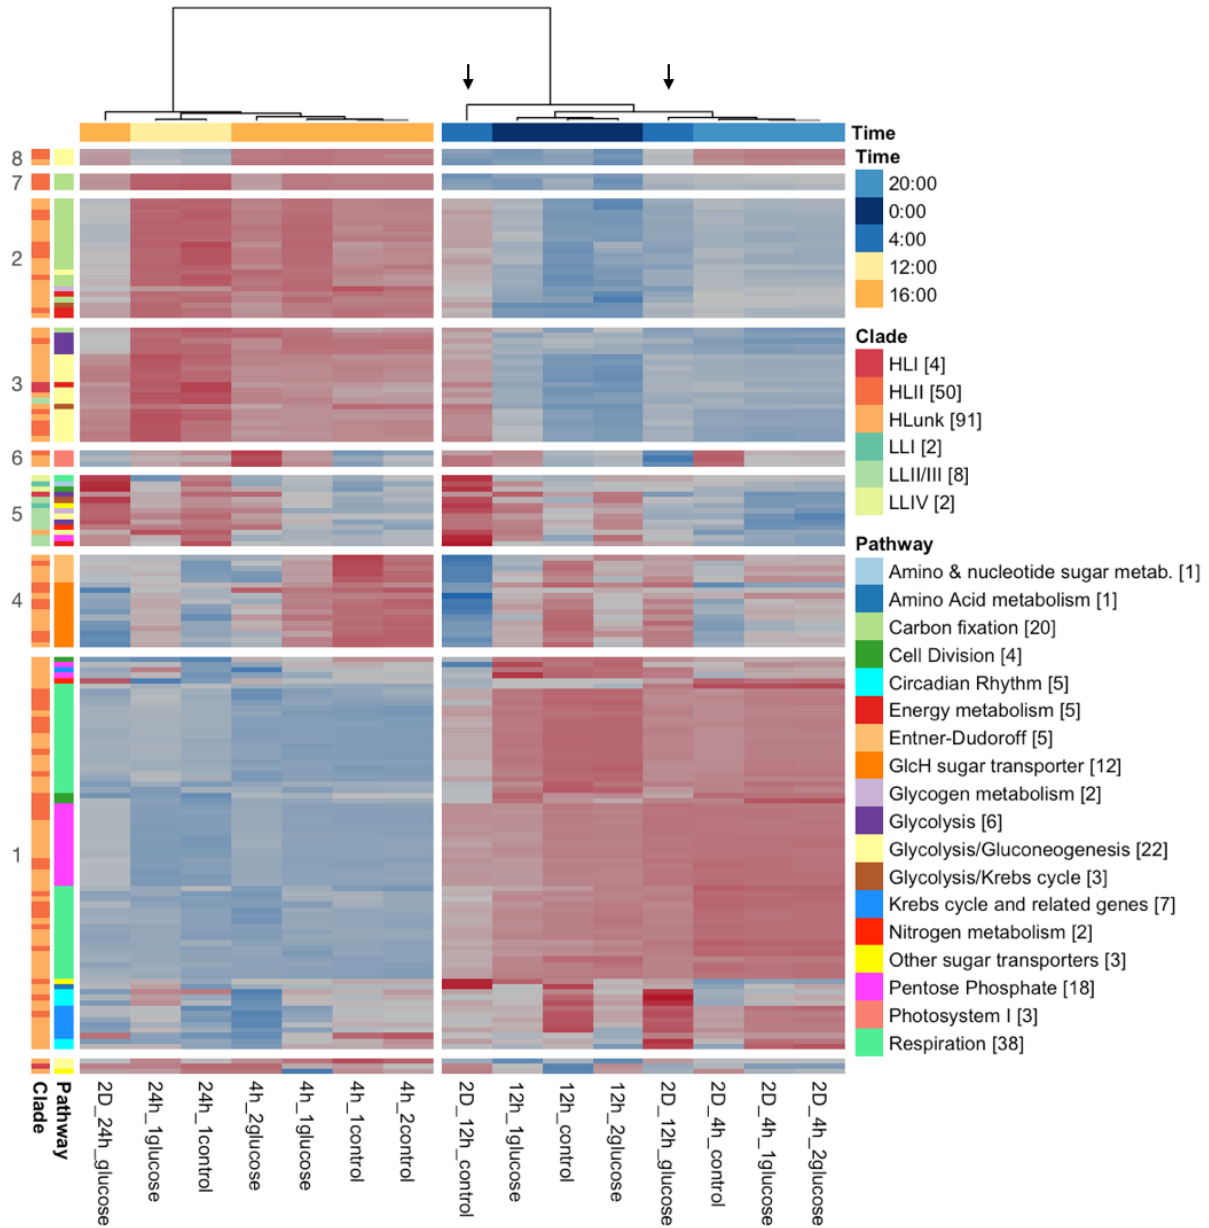 Time
Time
20:00
0:00
4:00
12:00
16:00
Clade
HLI [4]
HLII [50]
HLunk [91]
LLI [2]
LLII/III [8]
LLIV [2]
Pathway
Amino & nucleotide sugar metab. [1]
Amino Acid metabolism [1]
Carbon fixation [20]
Cell Division [4]
Circadian Rhythm [5]
Energy metabolism [5]
Entner-Dudoroff [5]
GlcH sugar transporter [12]
Glycogen metabolism [2]
Glycolysis [6]
Glycolysis/Gluconeogenesis [22]
Glycolysis/Krebs cycle [3]
Krebs cycle and related genes [7]
Nitrogen metabolism [2]
Other sugar transporters [3]
Pentose Phosphate [18]
Photosystem I [3]
Respiration [38]
8
7
2
3
6
5
4
1
Clade
Pathway
2D_24h_glucose
24h_1glucose
24h_1control
4h_2glucose
4h_1glucose
4h_1control
4h_2control
2D_12h_control
12h_1glucose
12h_control
12h_2glucose
2D_12h_glucose
2D_4h_control
2D_4h_1glucose
2D_4h_2glucose